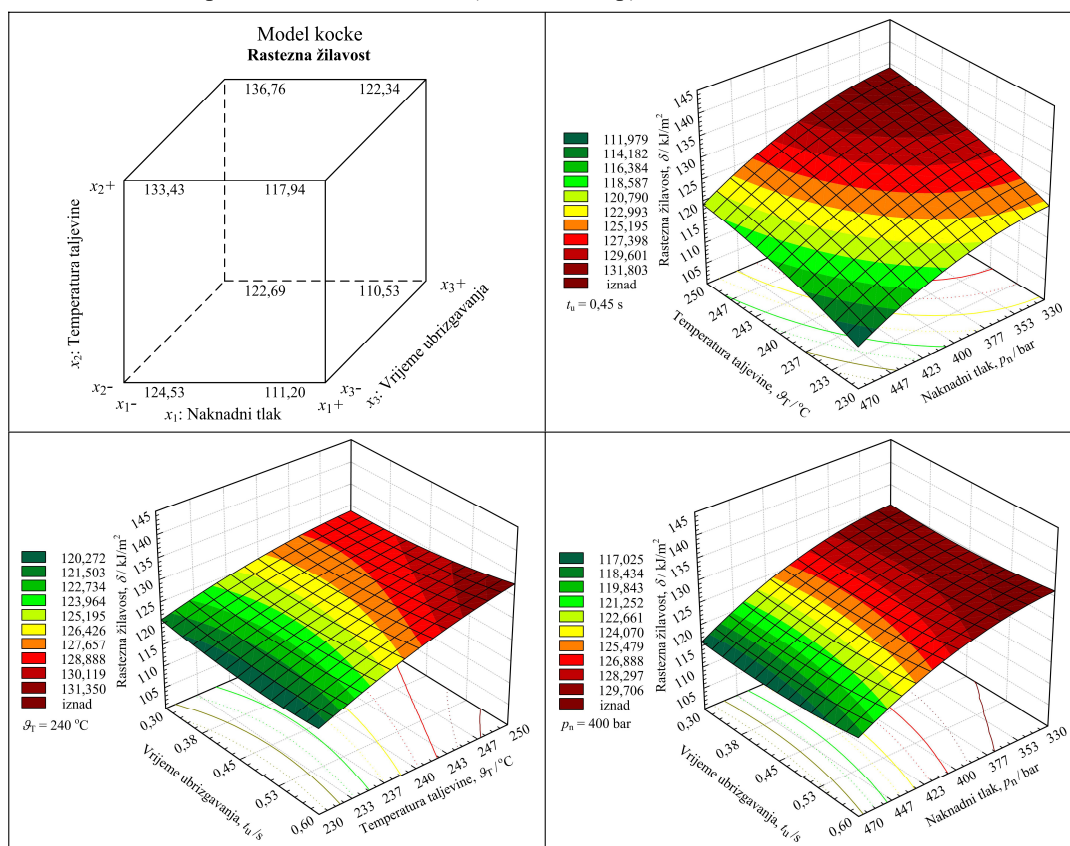 Model kocke
Rastezna žilavost
136,76 122,34
x2+ 133,43 117,94
x2: Temperatura taljevine
122,69 110,53 x3+
x3: Vrijeme ubrizgavanja
x2- 124,53 111,20 x3-
x1- x1+
x1: Naknadni tlak
111,979
114,182
116,384
118,587
120,790
122,993
125,195
127,398
129,601
131,803
iznad
tu = 0,45 s
Rastezna žilavost, δ/ kJ/m²
145
140
135
130
125
120
115
110
105
250 247 243 240 237 233 230
Temperatura taljevine, ϑT/°C
470 447 423 400 377 353 330
Naknadni tlak, pn/bar
120,272
121,503
122,734
123,964
125,195
126,426
127,657
128,888
130,119
131,350
iznad
ϑT = 240 °C
Rastezna žilavost, δ/ kJ/m²
145
140
135
130
125
120
115
110
105
0,30 0,38 0,45 0,53 0,60
Vrijeme ubrizgavanja, tu/s
230 233 237 240 243 247 250
Temperatura taljevine, ϑT/°C
117,025
118,434
119,843
121,252
122,661
124,070
125,479
126,888
128,297
129,706
iznad
pn = 400 bar
Rastezna žilavost, δ/ kJ/m²
145
140
135
130
125
120
115
110
105
0,30 0,38 0,45 0,53 0,60
Vrijeme ubrizgavanja, tu/s
470 447 423 400 377 353 330
Naknadni tlak, pn/bar